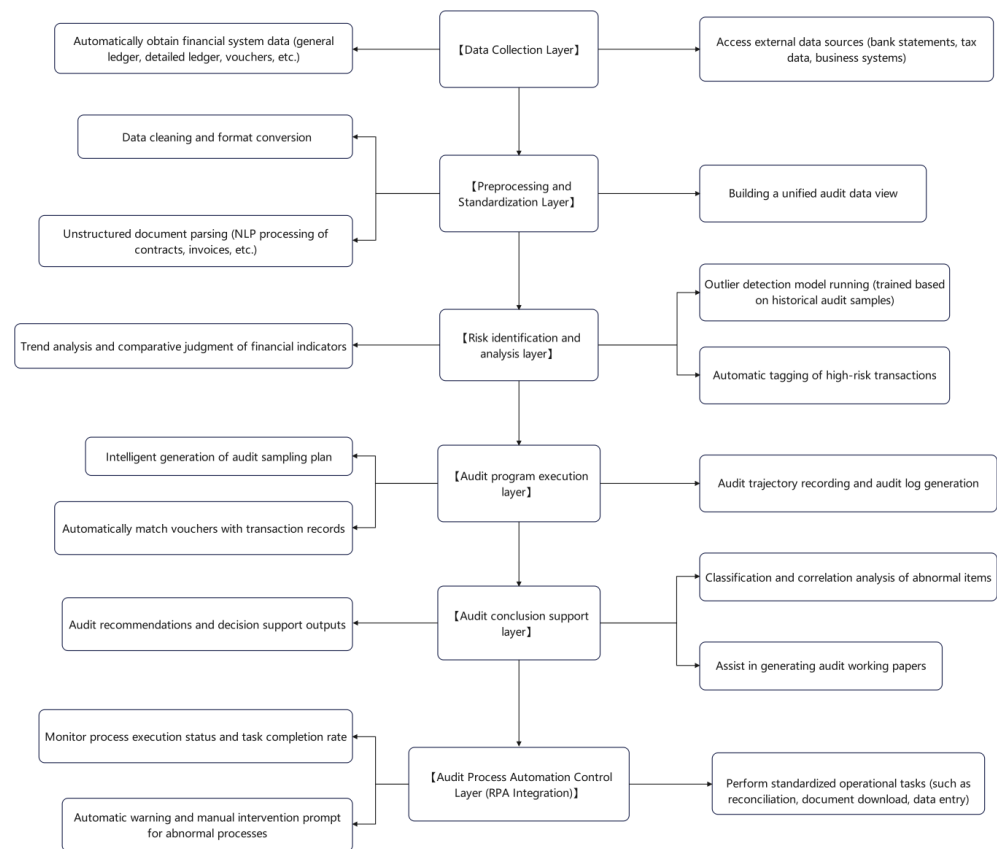 Automatically obtain financial system data (general
ledger, detailed ledger, vouchers, etc.)
【Data Collection Layer】
Access external data sources (bank statements, tax
data, business systems)
Data cleaning and format conversion
【Preprocessing and
Standardization Layer】
Building a unified audit data view
Unstructured document parsing (NLP processing of
contracts, invoices, etc.)
Outlier detection model running (trained based
on historical audit samples)
Trend analysis and comparative judgment of financial indicators
【Risk identification and
analysis layer】
Automatic tagging of high-risk transactions
Intelligent generation of audit sampling plan
【Audit program execution
layer】
Audit trajectory recording and audit log generation
Automatically match vouchers with transaction records
Classification and correlation analysis of abnormal items
Audit recommendations and decision support outputs
【Audit conclusion support
layer】
Assist in generating audit working papers
Monitor process execution status and task completion rate
【Audit Process Automation Control
Layer (RPA Integration)】
Perform standardized operational tasks (such as
reconciliation, document download, data entry)
Automatic warning and manual intervention prompt
for abnormal processes